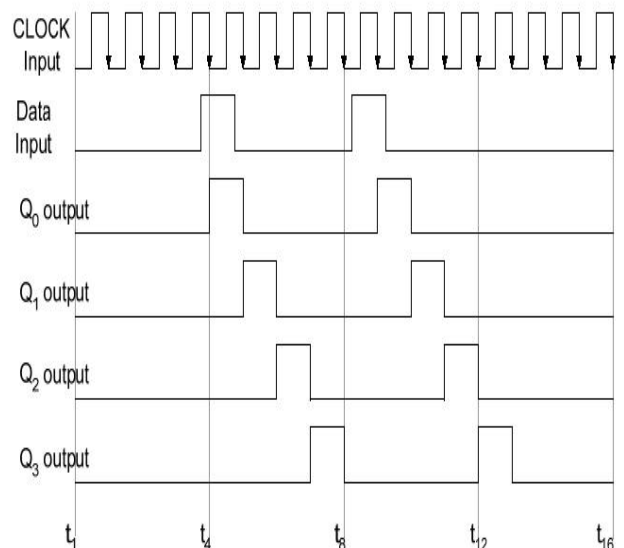 CLOCK
Input
Data
Input
Q0 output
Q1 output
Q2 output
Q3 output
t1 t4 t8 t12 t16